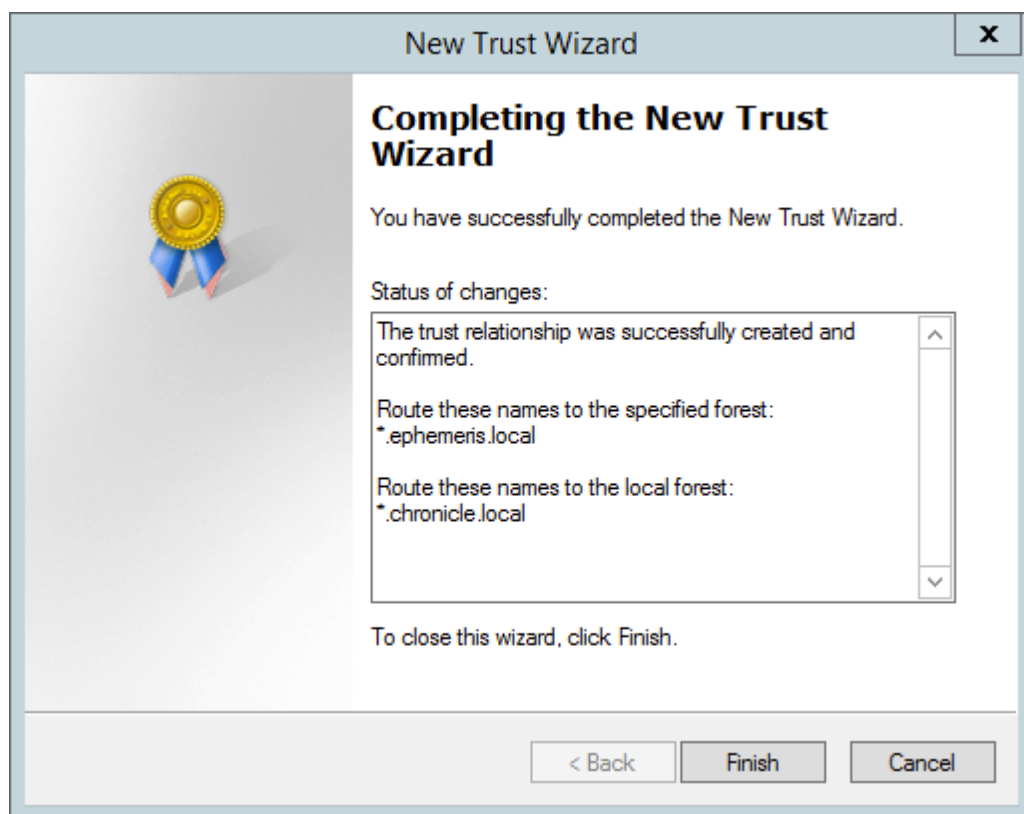 New Trust Wizard
x
Completing the New Trust
Wizard
You have successfully completed the New Trust Wizard.
Status of changes:
The trust relationship was successfully created and
confirmed.
Route these names to the specified forest:
*.ephemeris.local
Route these names to the local forest:
*.chronicle.local
To close this wizard, click Finish.
< Back
Finish
Cancel